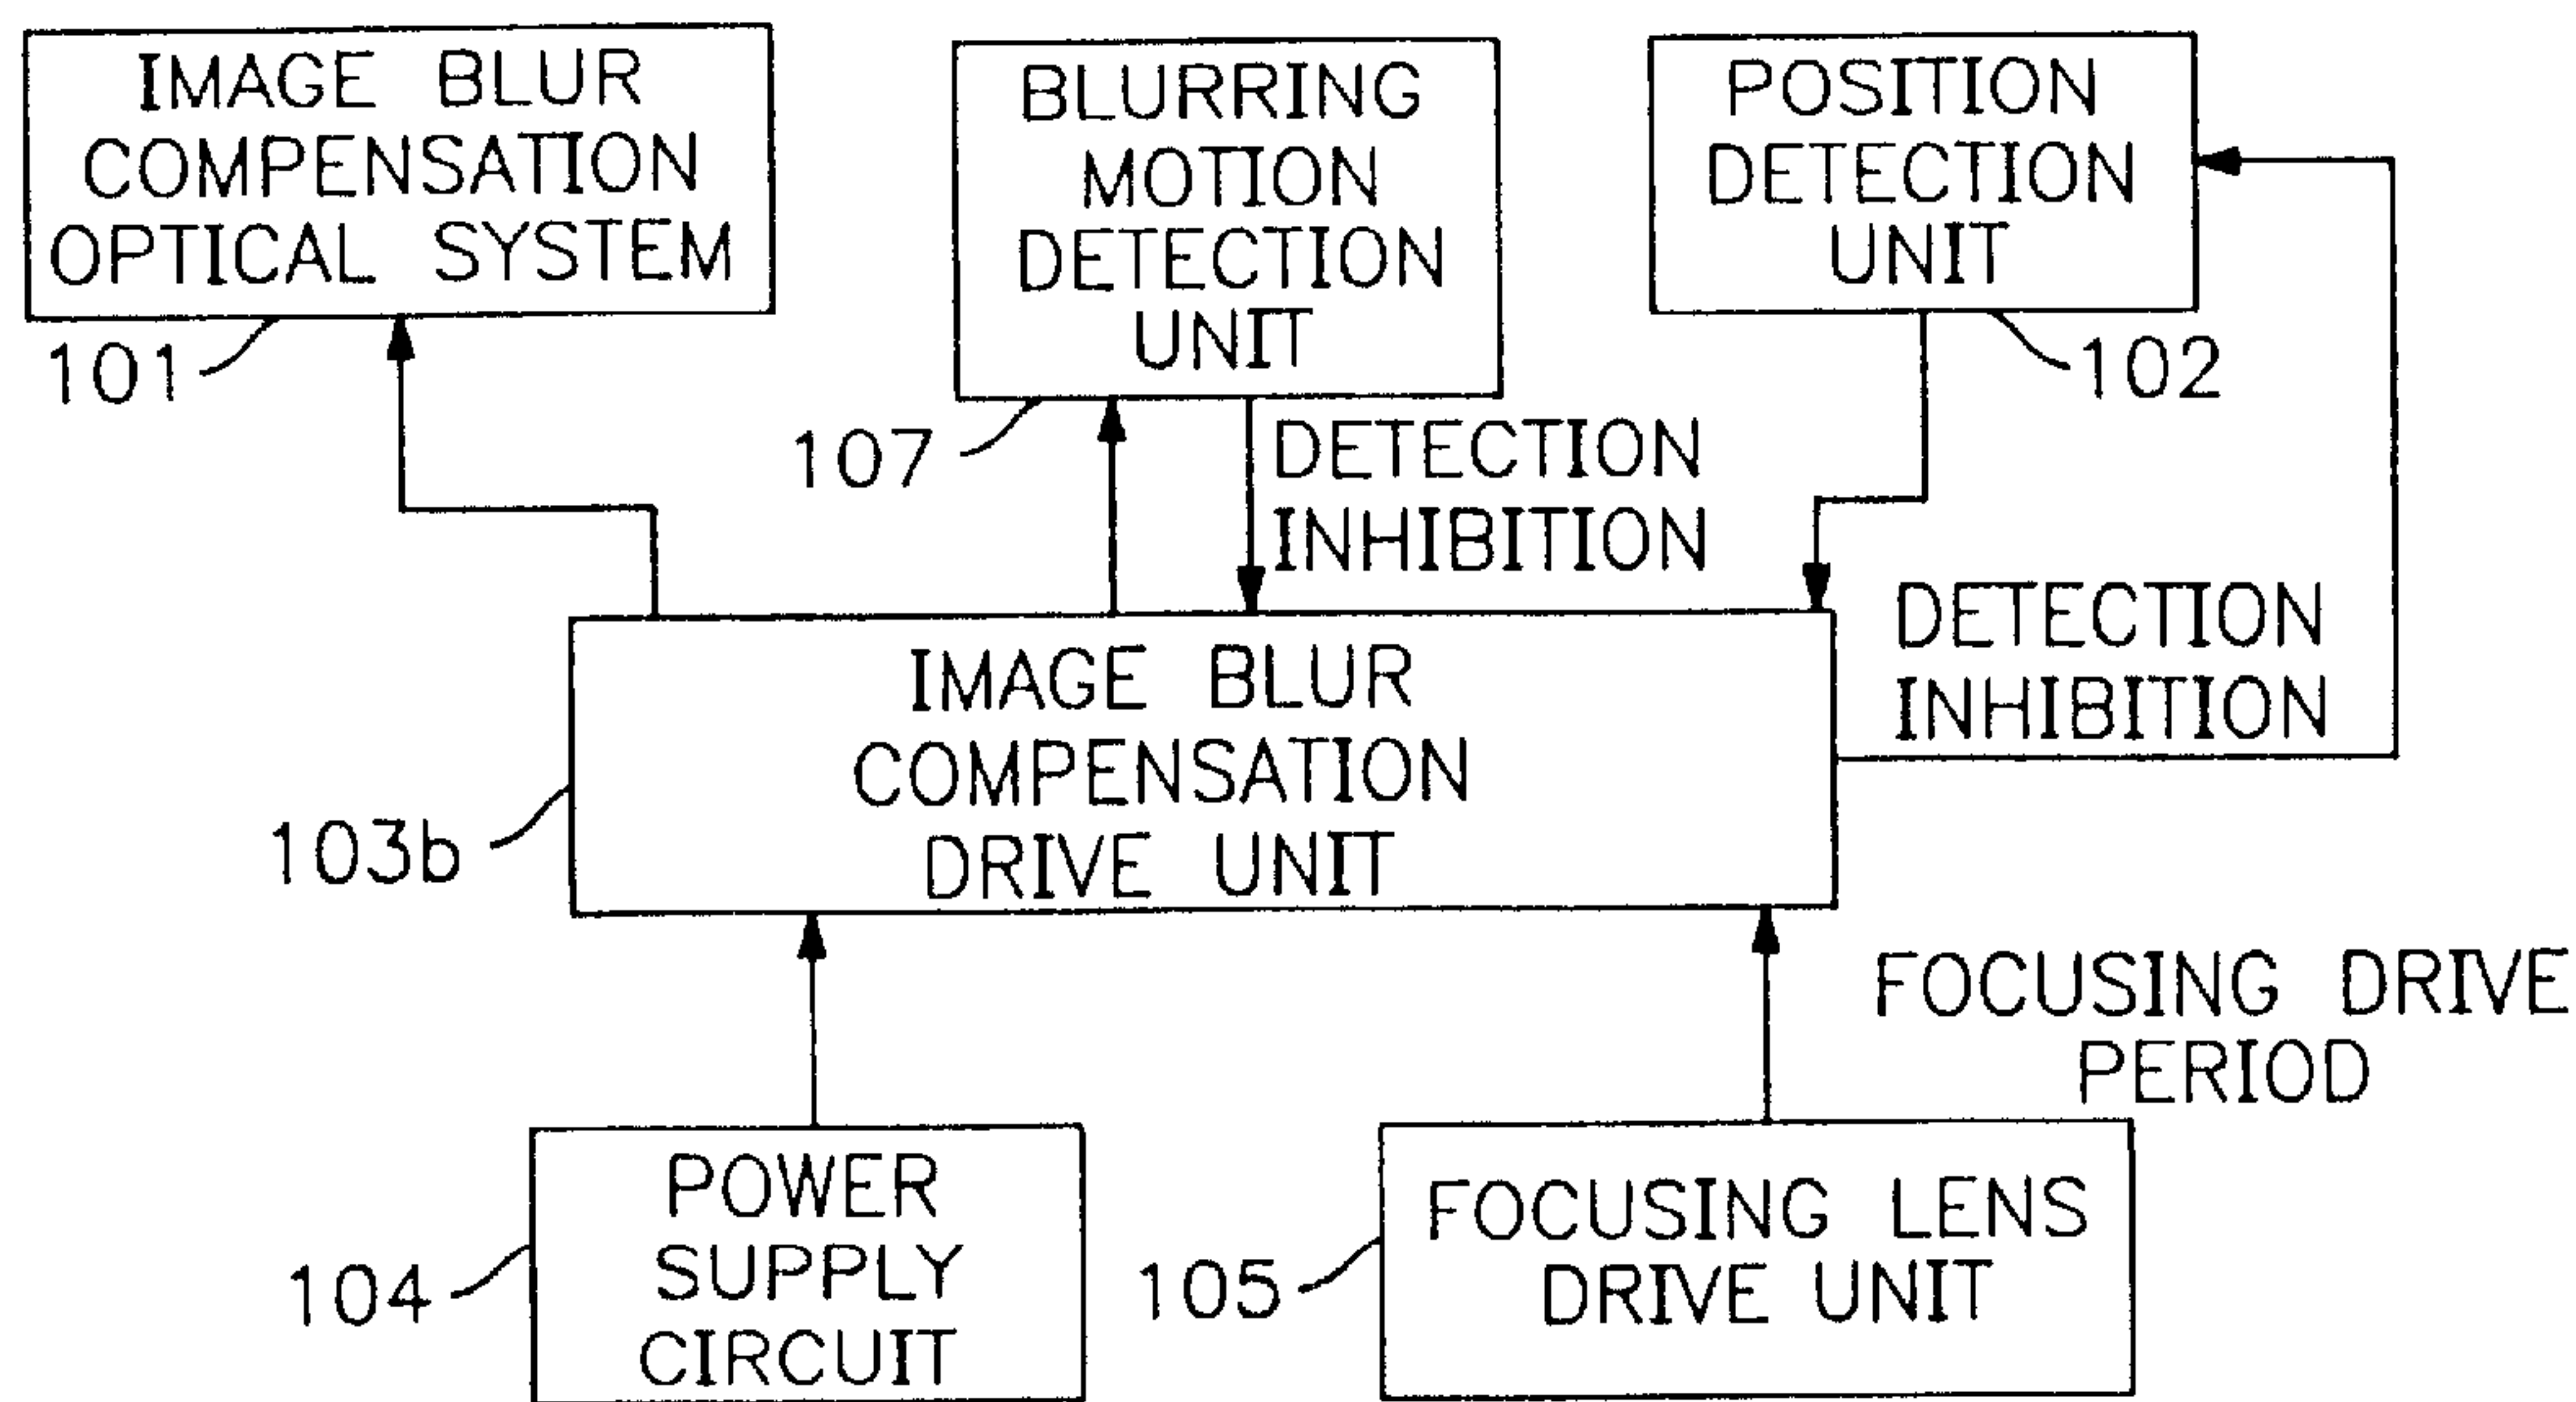 IMAGE BLUR
COMPENSATION
OPTICAL SYSTEM
101
BLURRING
MOTION
DETECTION
UNIT
107
POSITION
DETECTION
UNIT
102
DETECTION
INHIBITION
DETECTION
INHIBITION
IMAGE BLUR
COMPENSATION
DRIVE UNIT
103b
FOCUSING DRIVE
PERIOD
POWER
SUPPLY
CIRCUIT
104
FOCUSING LENS
DRIVE UNIT
105